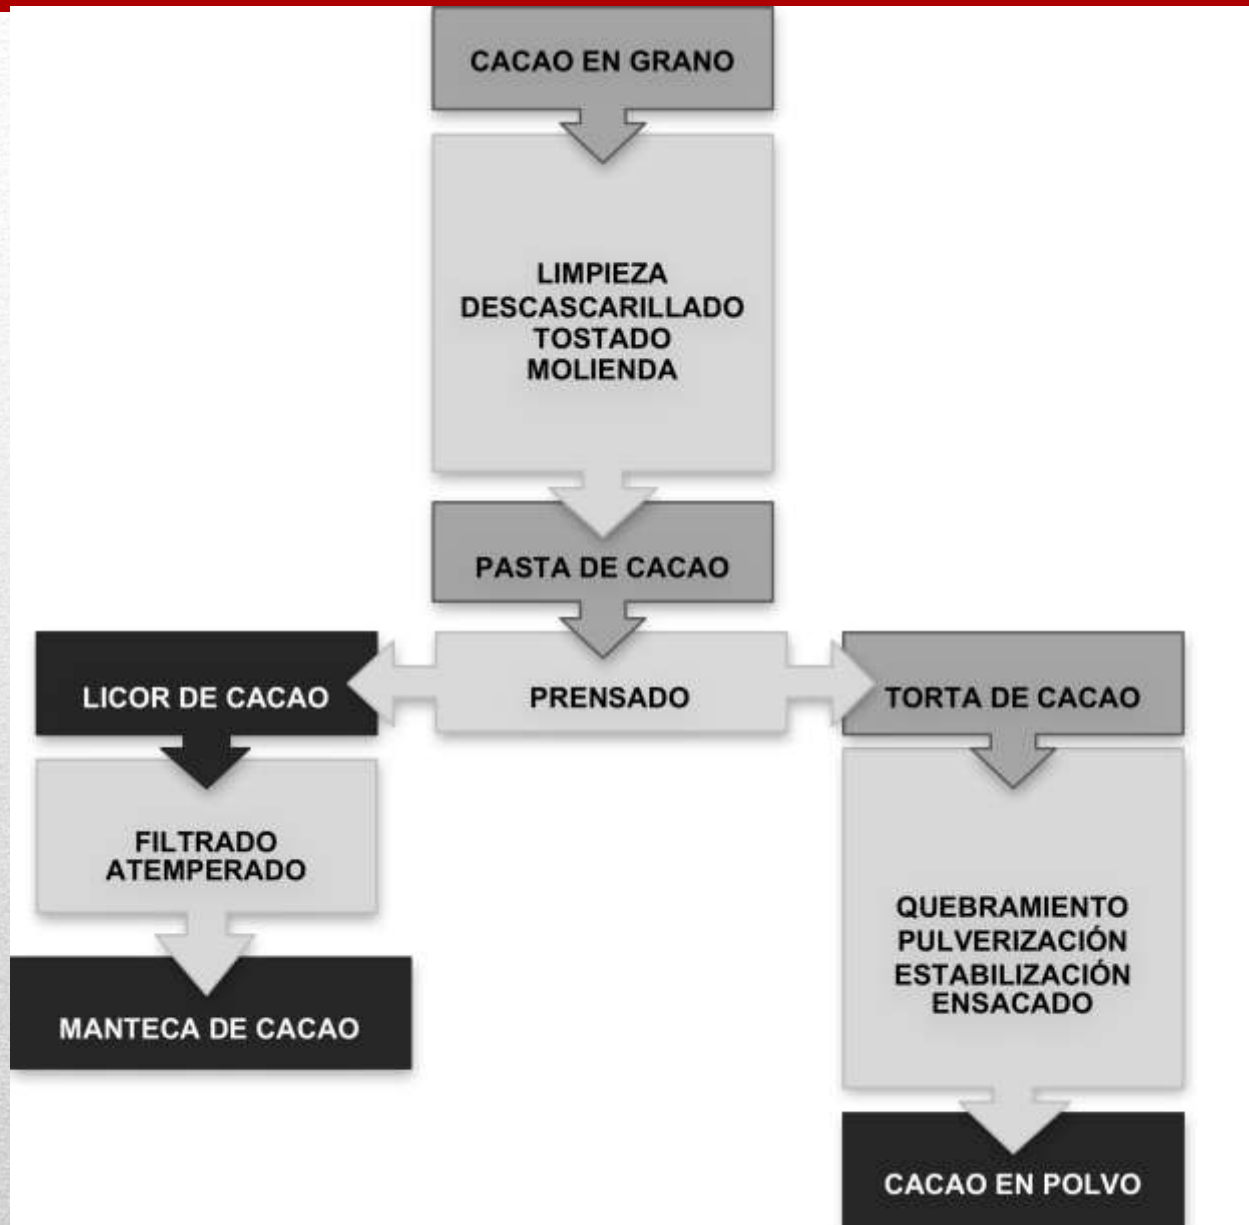 CACAO EN GRANO
LIMPIEZA
DESCASCARILLADO
TOSTADO
MOLIENDA
PASTA DE CACAO
LICOR DE CACAO
PRENSADO
TORTA DE CACAO
FILTRADO
ATEMPERADO
MANTECA DE CACAO
QUEBRAMIENTO
PULVERIZACIÓN
ESTABILIZACIÓN
ENSACADO
CACAO EN POLVO